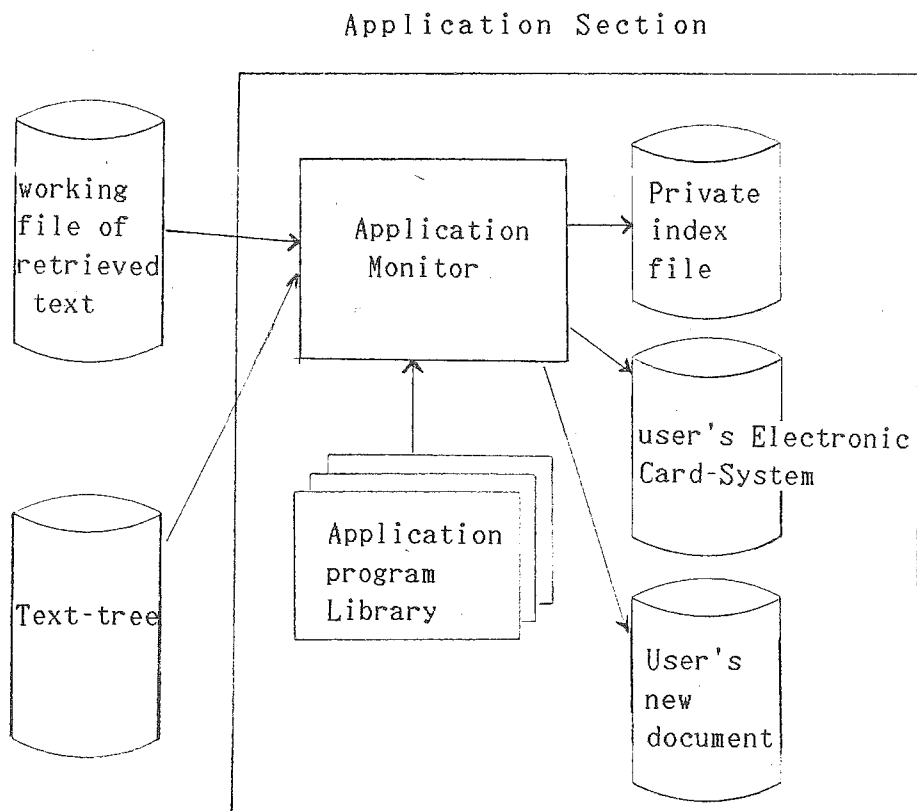 Application Section
working
file of
retrieved
text
Application
Monitor
Private
index
file
user's Electronic
Card-System
Application
program
Library
Text-tree
User's
new
document